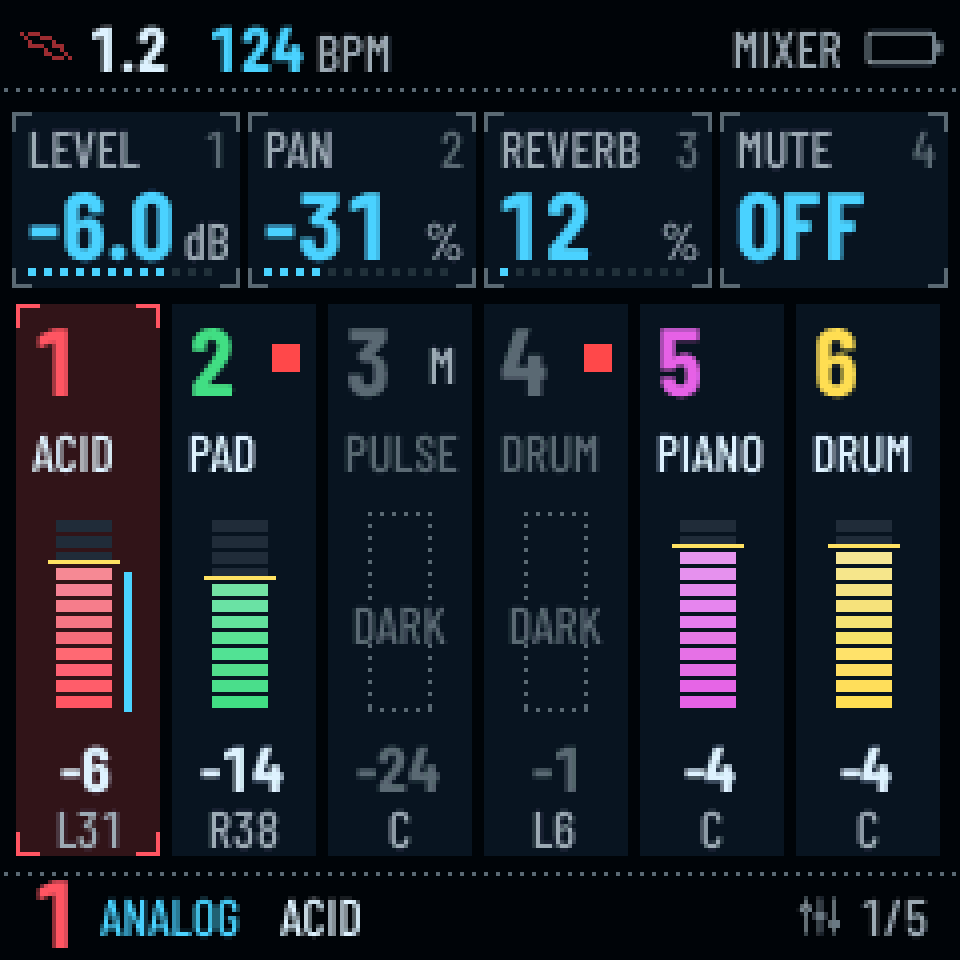 1.2 124 BPM MIXER
LEVEL 1 PAN 2 REVERB 3 MUTE 4
-6.0 dB -31 % 12 % OFF
1 2 3 M 4 5 6
ACID PAD PULSE DRUM PIANO DRUM
DARK DARK
-6 -14 -24 -1 -4 -4
L31 R38 C L6 C C
1 ANALOG ACID 1/5